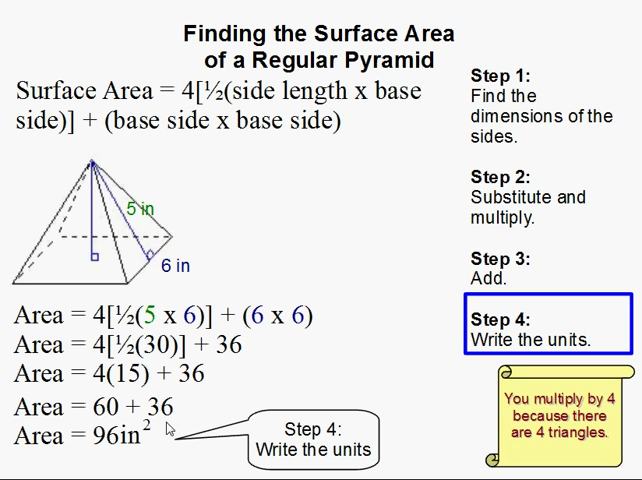 Finding the Surface Area
of a Regular Pyramid
Surface Area = 4[½(side length x base
side)] + (base side x base side)
5 in
6 in
Area = 4[½(5 x 6)] + (6 x 6)
Area = 4[½(30)] + 36
Area = 4(15) + 36
Area = 60 + 36
Area = 96in²
Step 4:
Write the units
Step 1:
Find the
dimensions of the
sides.
Step 2:
Substitute and
multiply.
Step 3:
Add.
Step 4:
Write the units.
You multiply by 4
because there
are 4 triangles.